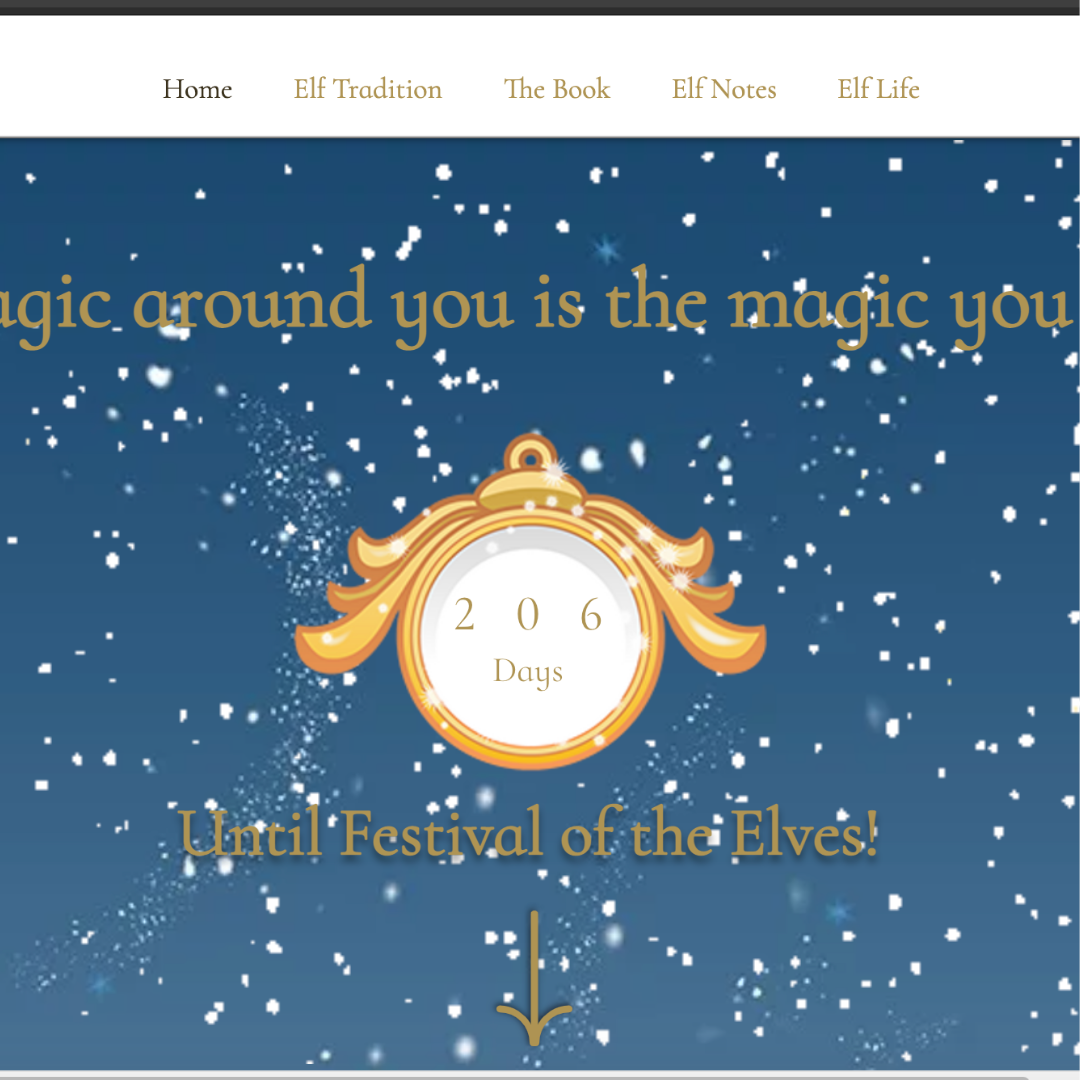 Home Elf Tradition The Book Elf Notes Elf Life
around you is the magic you
2 0 6
Days
Until Festival of the Elves!